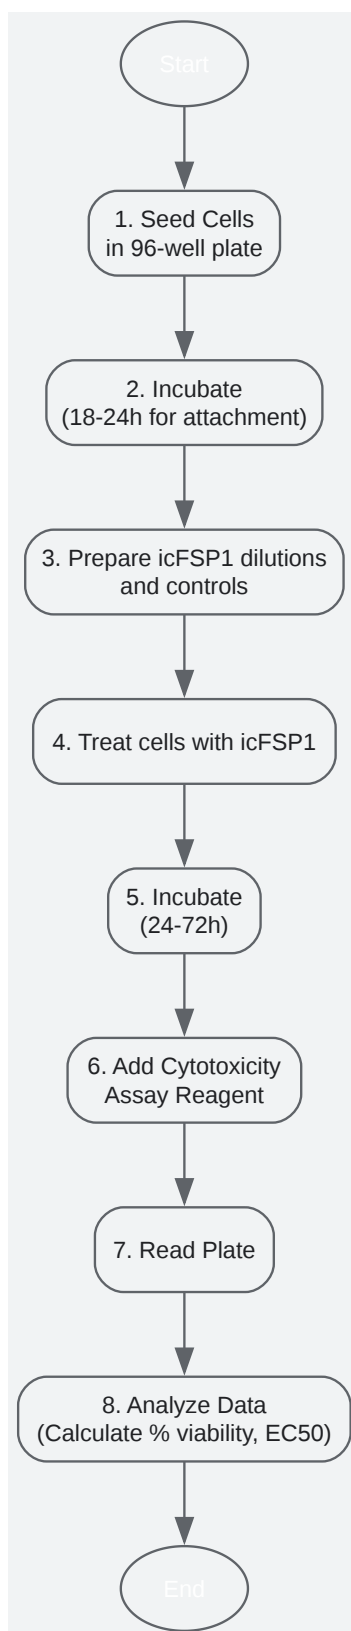 Start
1. Seed Cells
in 96-well plate
2. Incubate
(18-24h for attachment)
3. Prepare icFSP1 dilutions
and controls
4. Treat cells with icFSP1
5. Incubate
(24-72h)
6. Add Cytotoxicity
Assay Reagent
7. Read Plate
8. Analyze Data
(Calculate % viability, EC50)
End